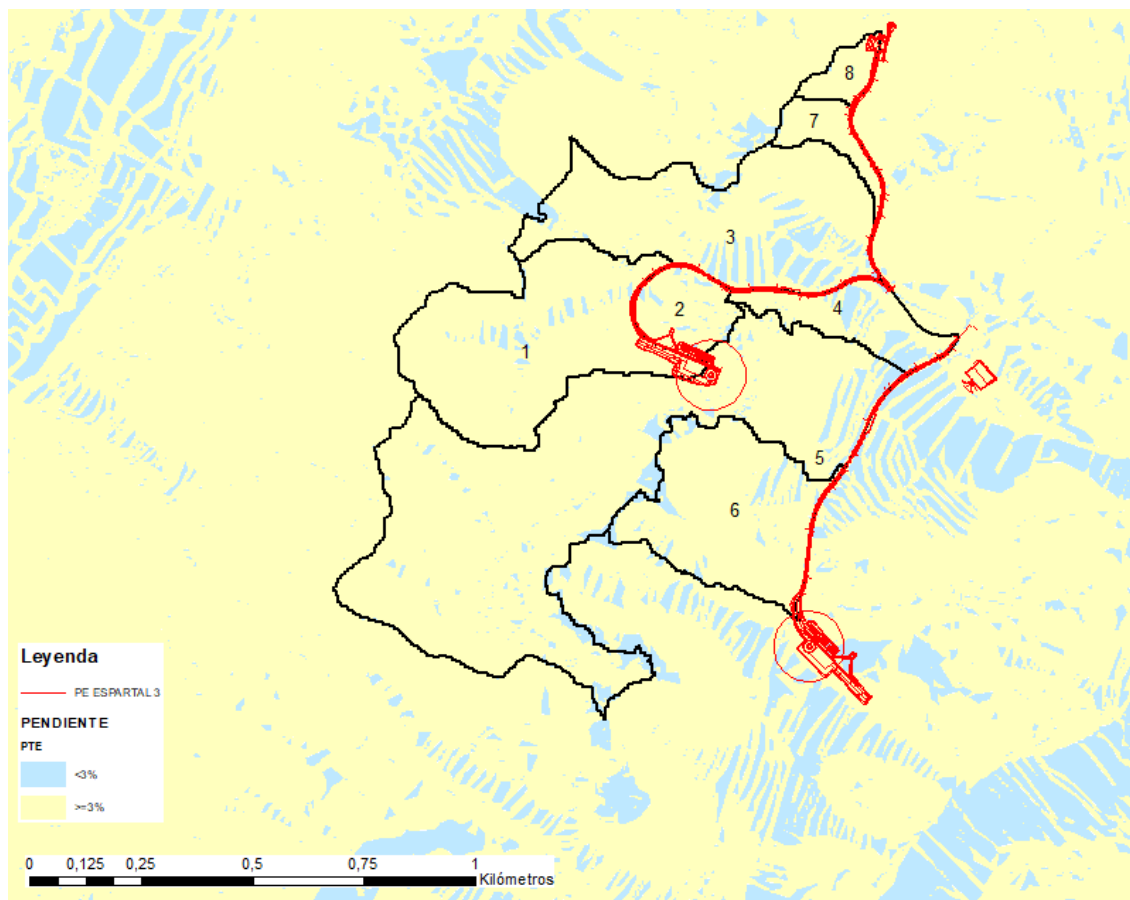 8
7
3
4
2
1
5
6
Leyenda
PE ESPARTAL 3
PENDIENTE
PTE
<3%
>=3%
0 0,125 0,25 0,5 0,75 1
Kilómetros